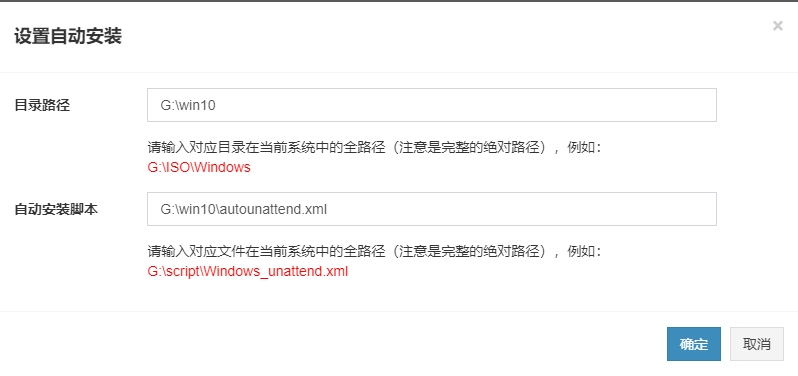 设置自动安装
×
目录路径
G:\win10
请输入对应目录在当前系统中的全路径（注意是完整的绝对路径），例如：
G:\ISO\Windows
自动安装脚本
G:\win10\autounattend.xml
请输入对应文件在当前系统中的全路径（注意是完整的绝对路径），例如：
G:\script\Windows_unattend.xml
确定 取消